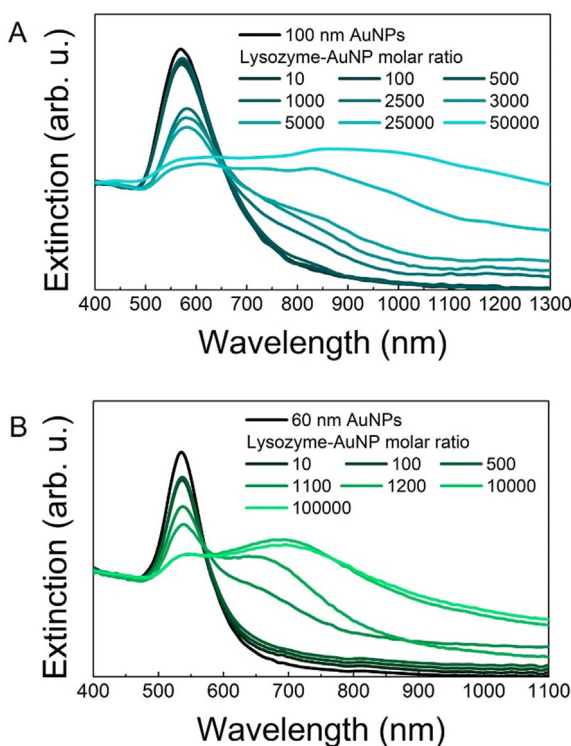 A
Extinction (arb. u.)
100 nm AuNPs
Lysozyme-AuNP molar ratio
10 100 500
1000 2500 3000
5000 25000 50000
400 500 600 700 800 900 1000 1100 1200 1300
Wavelength (nm)
B
Extinction (arb. u.)
60 nm AuNPs
Lysozyme-AuNP molar ratio
10 100 500
1100 1200 10000
100000
400 500 600 700 800 900 1000 1100
Wavelength (nm)